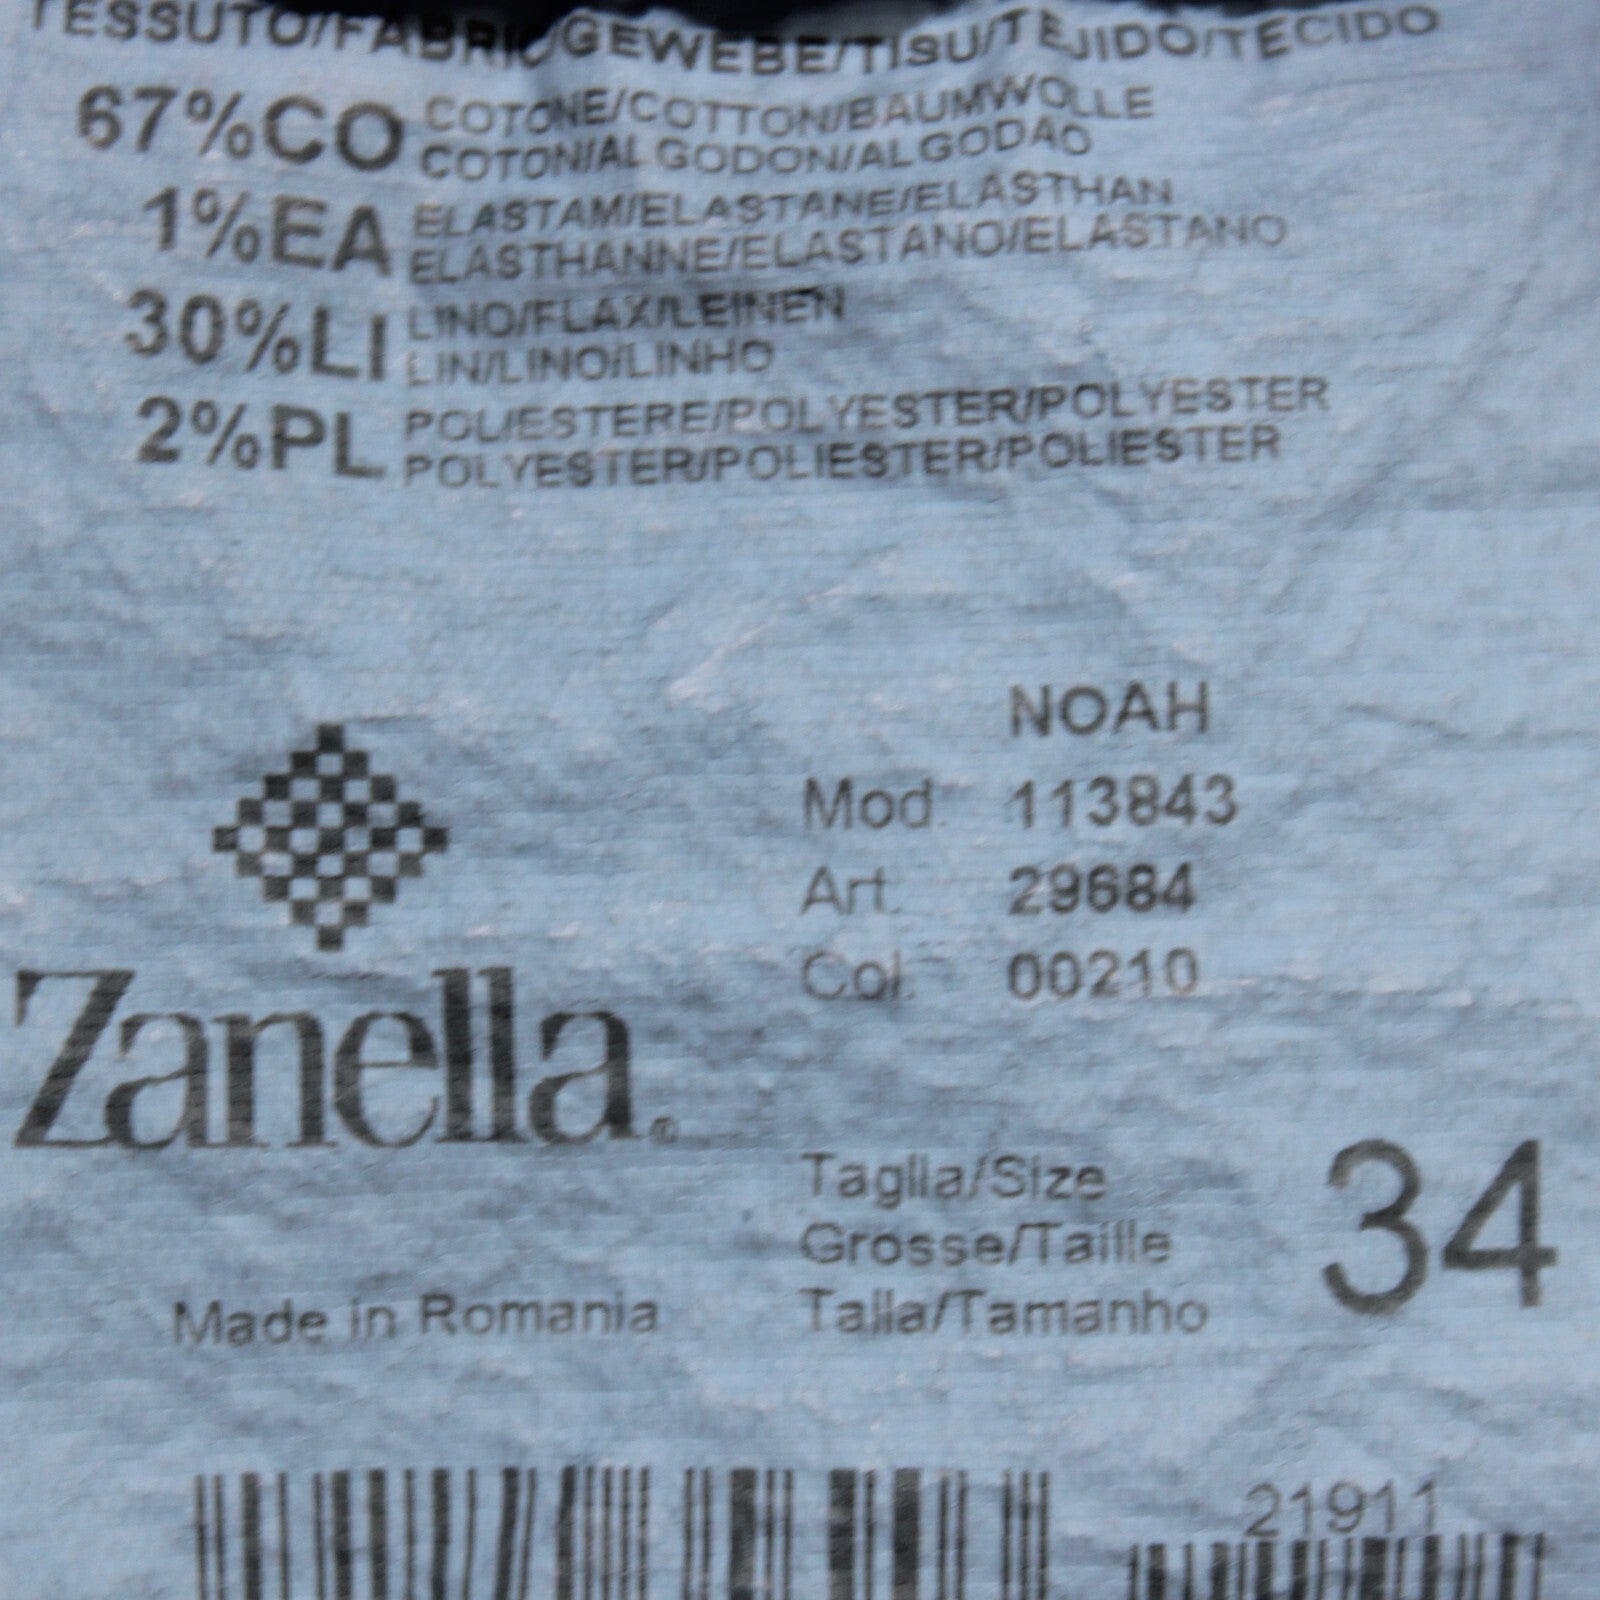 TESSUTO/FABRIC/GEWEBE/TISU/TEJIDO/TECIDO
67%CO COTONE/COTTON/BAUMWOLLE
COTON/ALGODON/ALGODAO
1%EA ELASTAM/ELASTANE/ELASTHAN
ELASTHANNE/ELASTANO/ELASTANO
30%LI LINO/FLAX/LEINEN
LIN/LINO/LINHO
2%PL POLIESTERE/POLYESTER/POLYESTER
POLYESTER/POLIESTER/POLIESTER
NOAH
Mod. 113843
Art. 29684
Col. 00210
Zanella®
Taglia/Size
Grosse/Taille
Talla/Tamanho
34
Made in Romania
21911